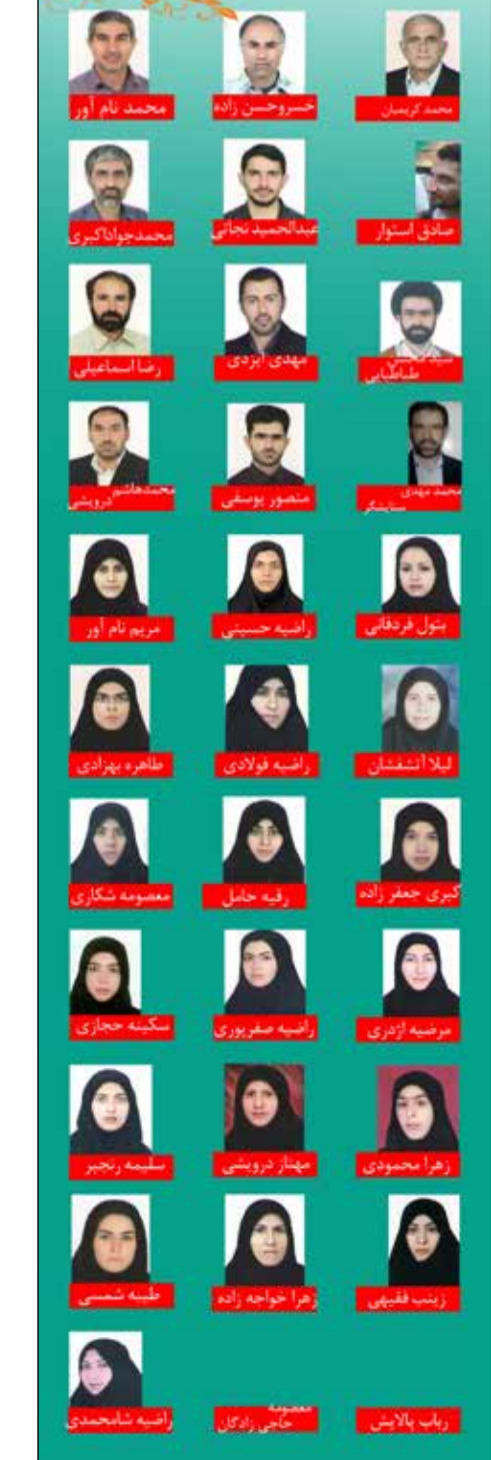 محمد کریمیان
خسروحسن زاده
محمد نام آور
صادق استوار
عبدالحمید نجاتی
محمدجواداکبری
سید محسن
طباطبایی
مهدی ایزدی
رضا اسماعیلی
محمد مهدی
ستایشگر
منصور یوسفی
محمدهاشم
درویشی
بتول فردقانی
راضیه حسینی
مریم نام آور
لیلا آتشفشان
راضیه فولادی
طاهره بهزادی
کبری جعفر زاده
رقیه حامل
معصومه شکاری
مرضیه اژدری
راضیه صفرپوری
سکینه حجازی
زهرا محمودی
مهناز درویشی
سلیمه رنجبر
زینب فقیهی
زهرا خواجه زاده
طیبه شمسی
رباب پالایش
معصومه
حاجی زادگان
راضیه شامحمدی